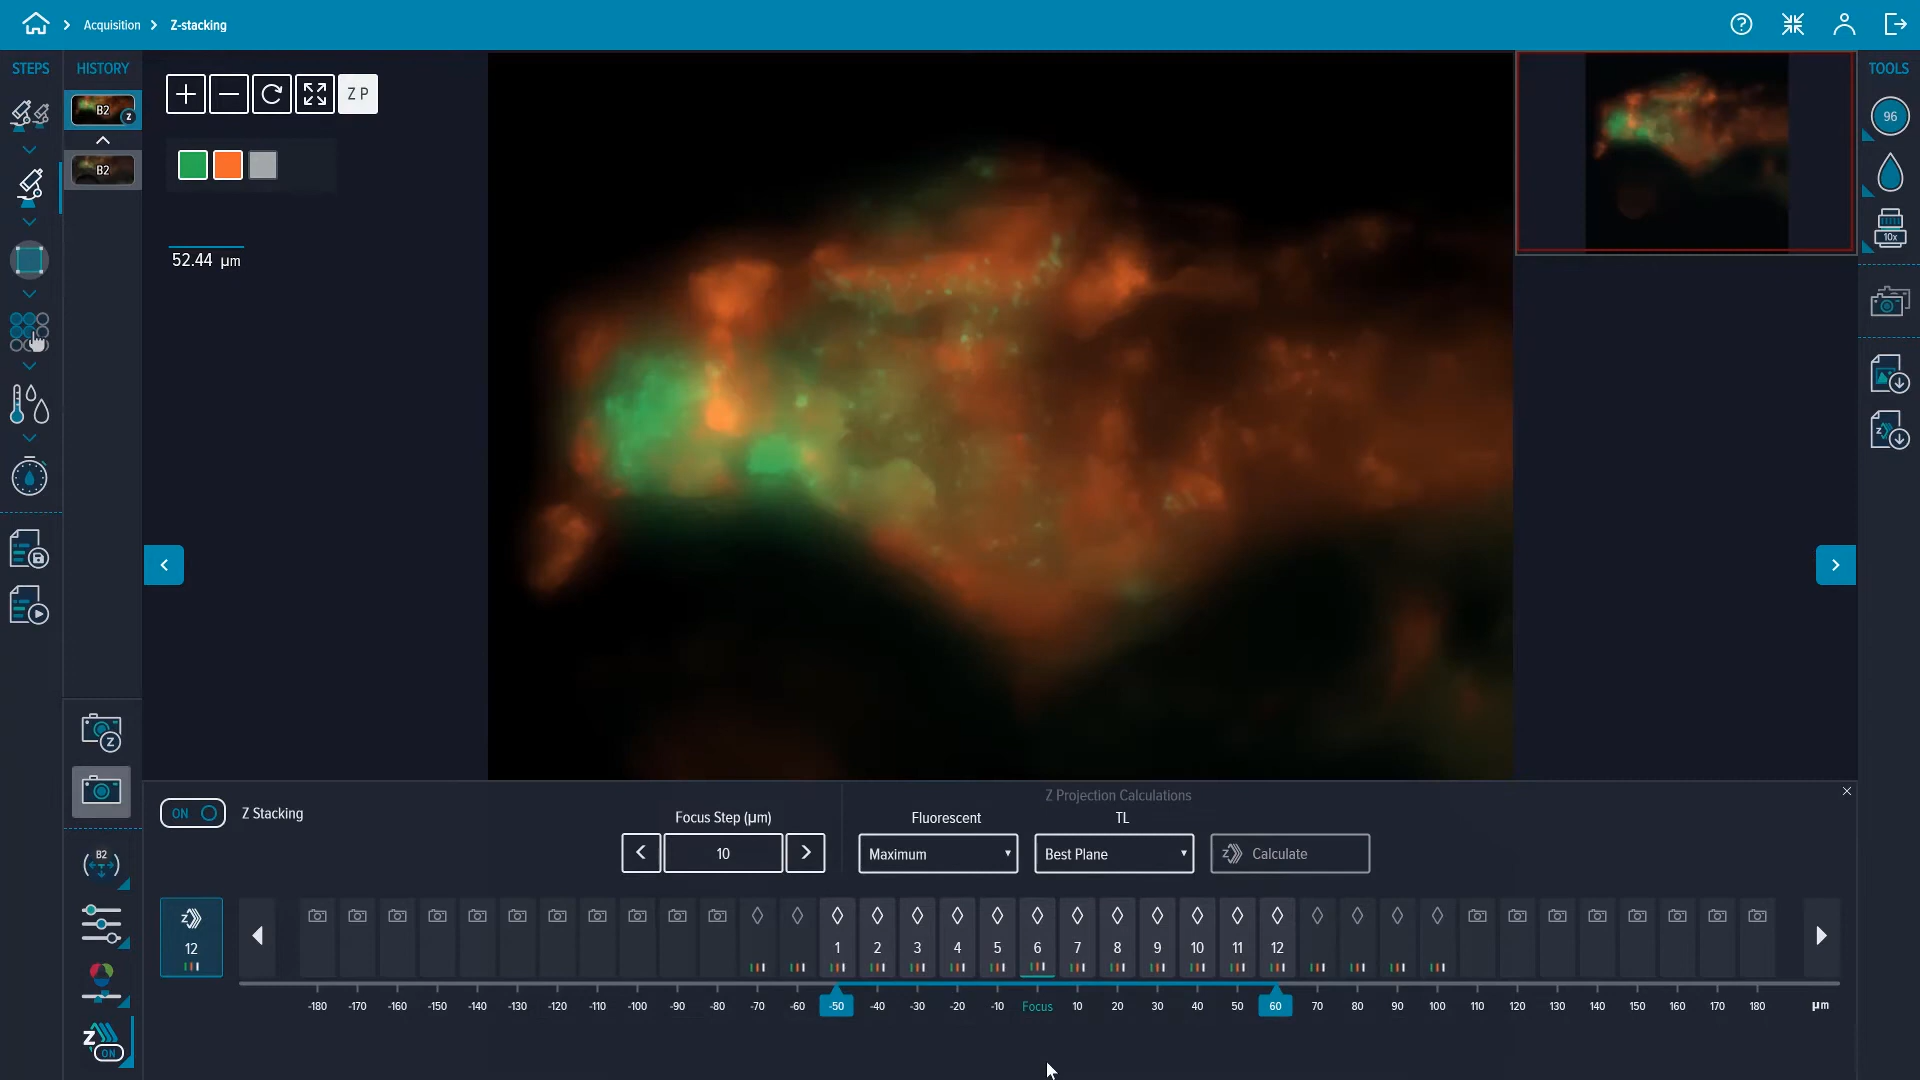 Acquisition
Z-stacking
STEPS
HISTORY
TOOLS
B2
Z
B2
Z P
96
10x
Z
52.44 µm
Z
Z Projection Calculations
ON
Z Stacking
Focus Step (µm)
10
Fluorescent
Maximum
TL
Best Plane
Z
Calculate
B2
Z
12
1 2 3 4 5 6 7 8 9 10 11 12
-180 -170 -160 -150 -140 -130 -120 -110 -100 -90 -80 -70 -60 -50 -40 -30 -20 -10 Focus 10 20 30 40 50 60 70 80 90 100 110 120 130 140 150 160 170 180 µm
Z
ON